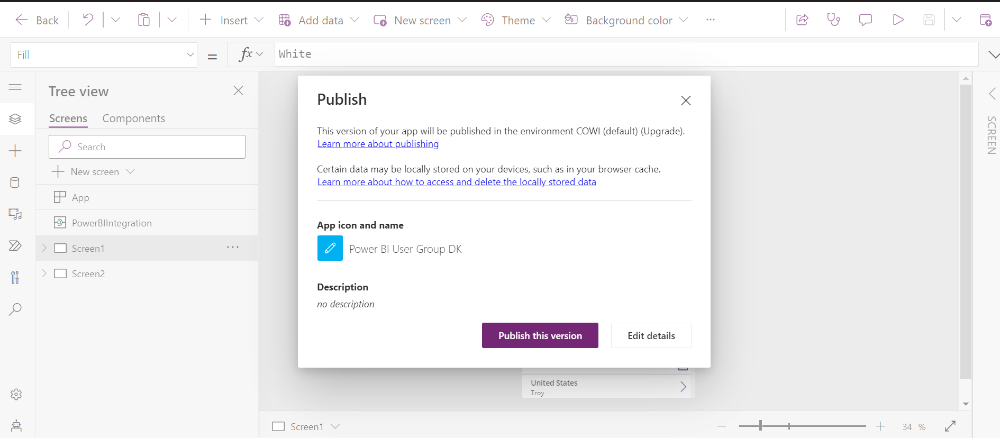 Back
Insert
Add data
New screen
Theme
Background color
Fill
=
fx
White
Tree view
Screens
Components
Search
New screen
App
PowerBIIntegration
Screen1
Screen2
Publish
This version of your app will be published in the environment COWI (default) (Upgrade).
Learn more about publishing
Certain data may be locally stored on your devices, such as in your browser cache.
Learn more about how to access and delete the locally stored data
App icon and name
Power BI User Group DK
Description
no description
Publish this version
Edit details
United States
Troy
SCREEN
Screen1
34 %